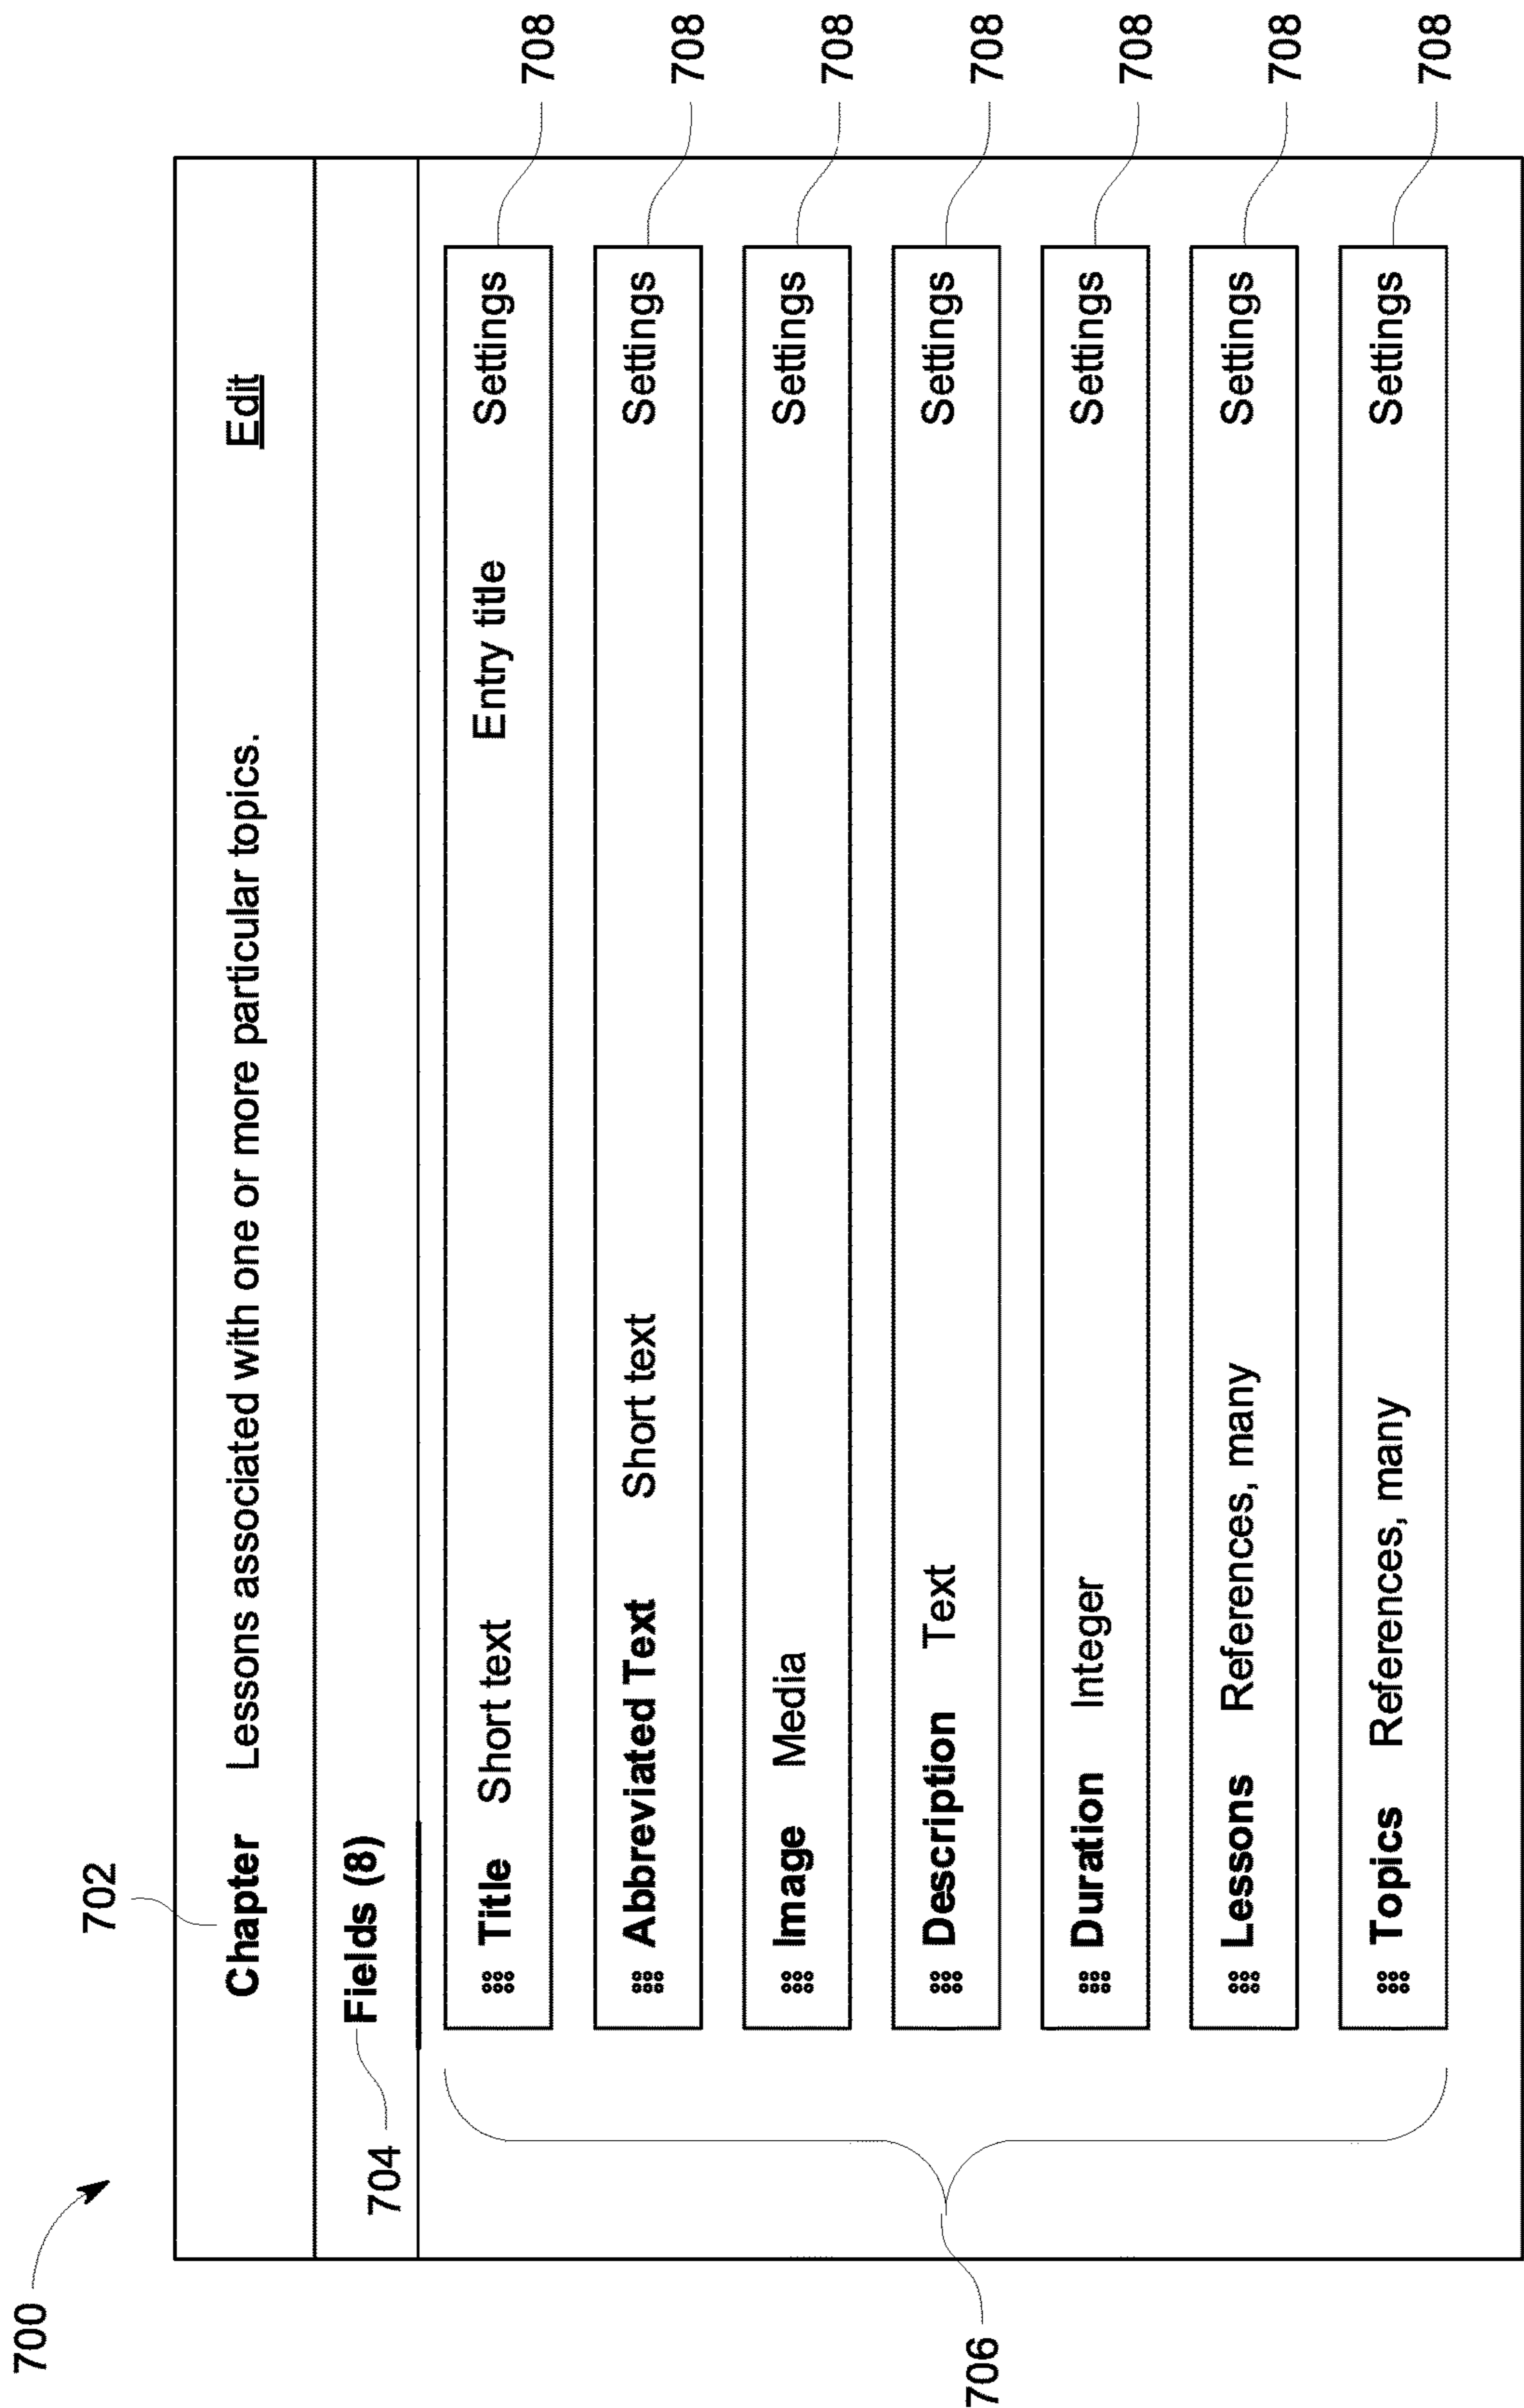 700
702
Chapter Lessons associated with one or more particular topics. Edit
704
Fields (8)
706
Title Short text Entry title Settings 708
Abbreviated Text Short text Settings 708
Image Media Settings 708
Description Text Settings 708
Duration Integer Settings 708
Lessons References, many Settings 708
Topics References, many Settings 708